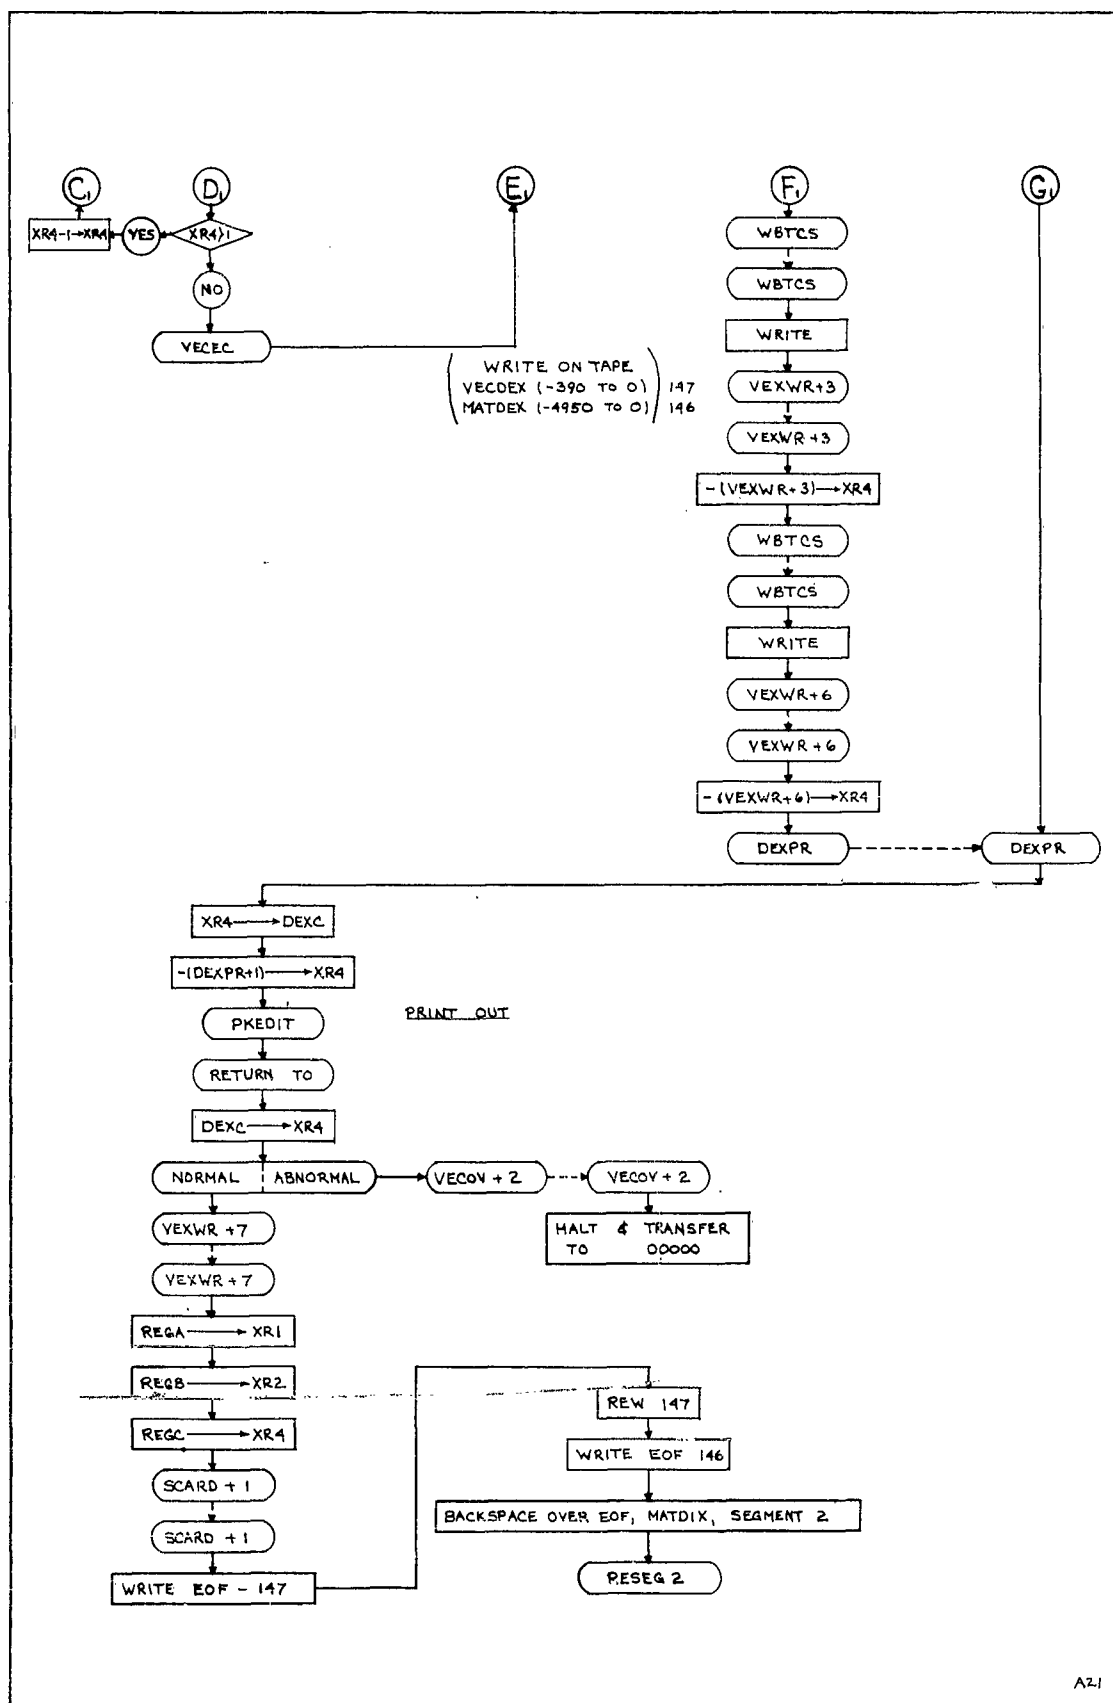 C1
D1
E1
F1
G1
XR4-1→XR4
YES
XR4>1
NO
VECEC
WRITE ON TAPE
VECDEX (-390 TO 0) 147
MATDEX (-4950 TO 0) 146
WBTCS
WBTCS
WRITE
VEXWR+3
VEXWR+3
-(VEXWR+3)→XR4
WBTCS
WBTCS
WRITE
VEXWR+6
VEXWR+6
-(VEXWR+6)→XR4
DEXPR
DEXPR
XR4→DEXC
-(DEXPR+1)→XR4
PKEDIT
PRINT OUT
RETURN TO
DEXC→XR4
NORMAL
ABNORMAL
VECOV+2
VECOV+2
HALT & TRANSFER
TO 00000
VEXWR+7
VEXWR+7
REGA→XR1
REGB→XR2
REGC→XR4
SCARD+1
SCARD+1
WRITE EOF-147
REW 147
WRITE EOF 146
BACKSPACE OVER EOF, MATDIX, SEGMENT 2
RESEG 2
A21